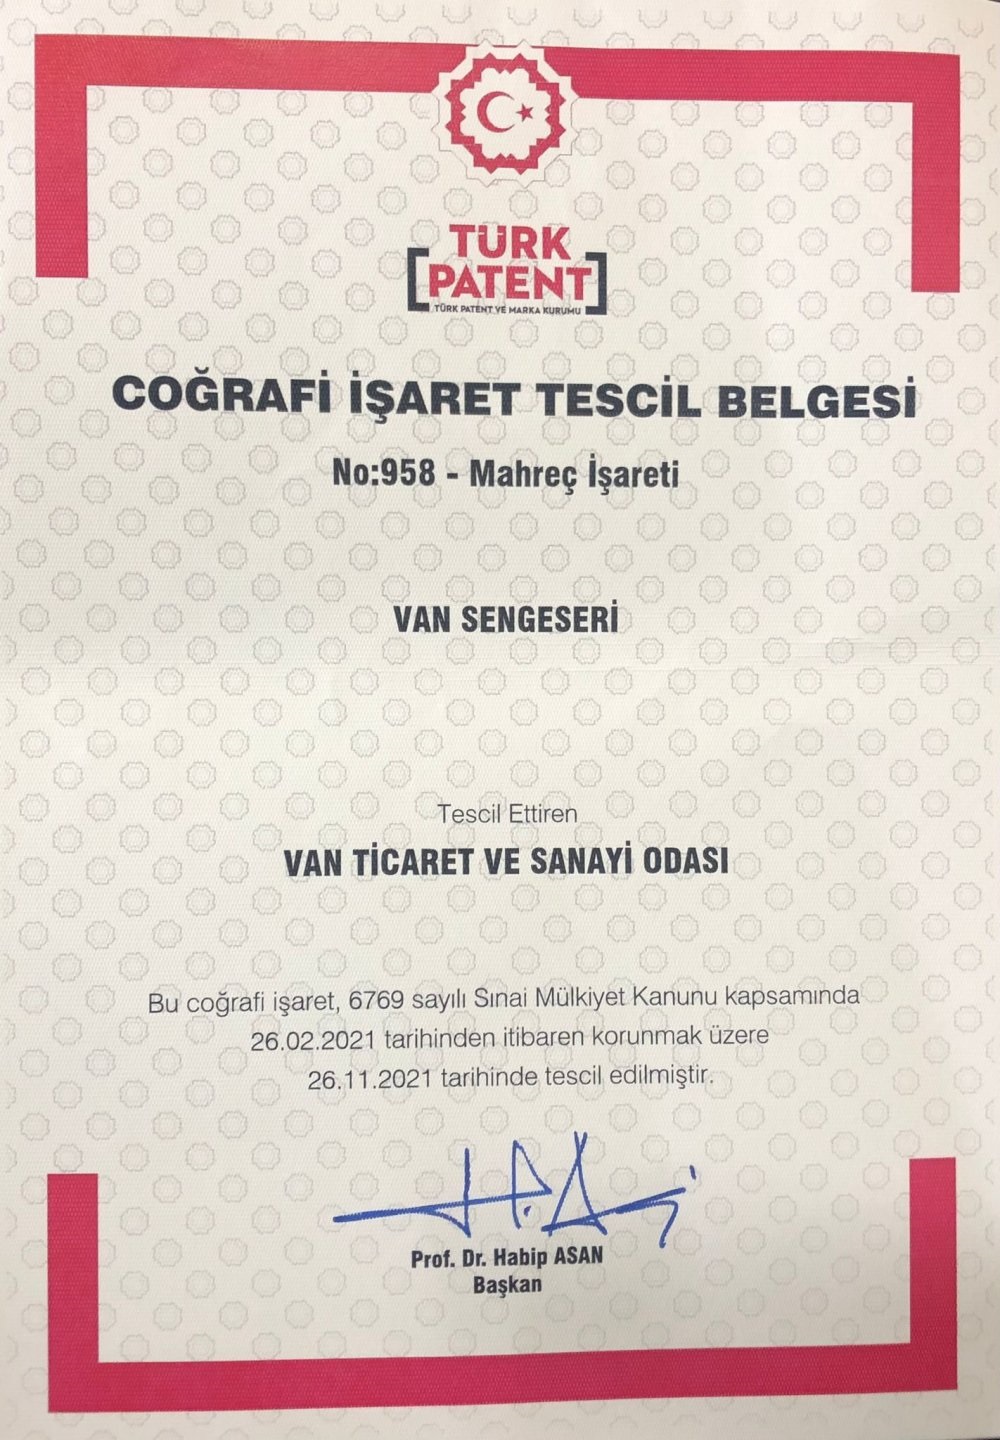 TÜRK
PATENT
TÜRK PATENT VE MARKA KURUMU
COĞRAFİ İŞARET TESCİL BELGESİ
No:958 - Mahreç İşareti
VAN SENGESERİ
Tescil Ettiren
VAN TİCARET VE SANAYİ ODASI
Bu coğrafi işaret, 6769 sayılı Sınai Mülkiyet Kanunu kapsamında
26.02.2021 tarihinden itibaren korunmak üzere
26.11.2021 tarihinde tescil edilmiştir.
Prof. Dr. Habip ASAN
Başkan